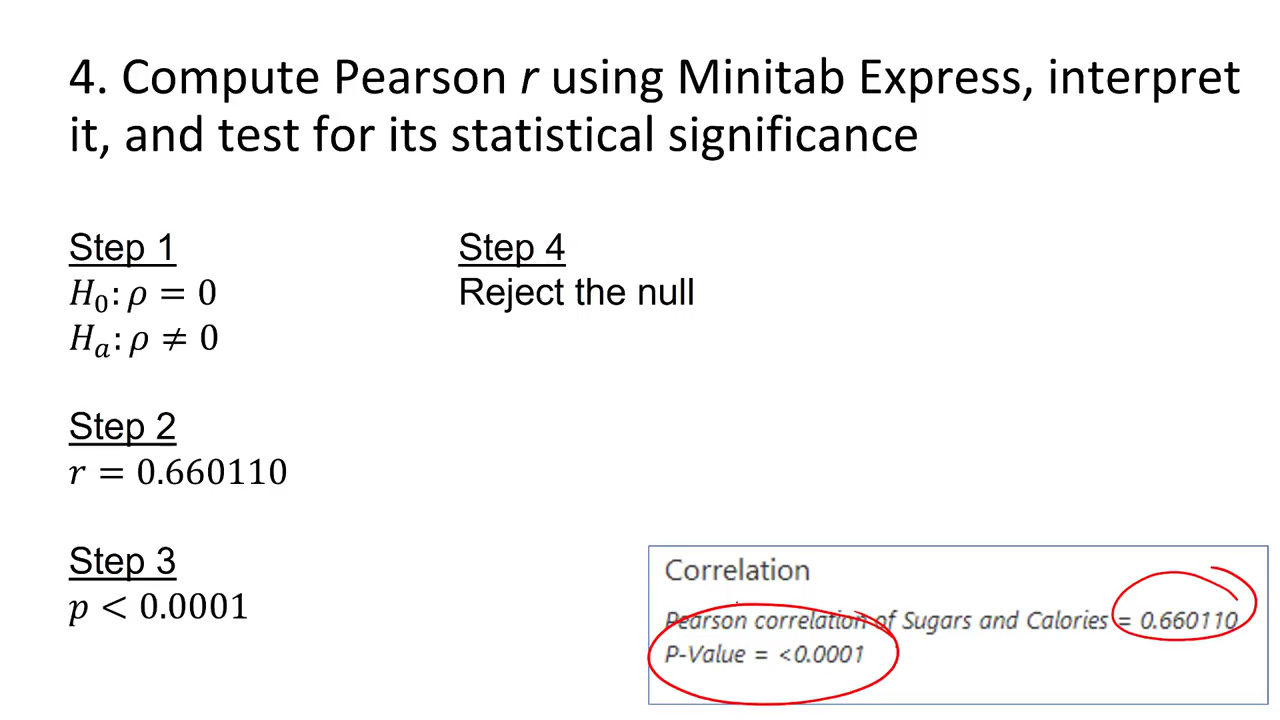 4. Compute Pearson r using Minitab Express, interpret
it, and test for its statistical significance
Step 1
H₀: ρ = 0
Hₐ: ρ ≠ 0
Step 2
r = 0.660110
Step 3
p < 0.0001
Step 4
Reject the null
Correlation
Pearson correlation of Sugars and Calories = 0.660110
P-Value = <0.0001